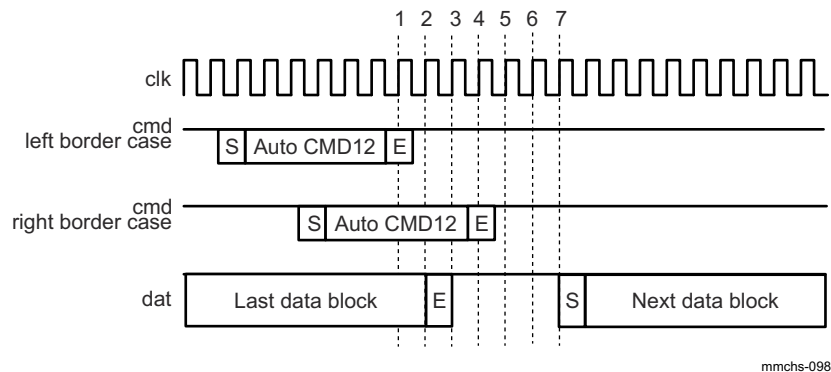 1 2 3 4 5 6 7
clk
cmd
left border case
S Auto CMD12 E
cmd
right border case
S Auto CMD12 E
dat
Last data block E S Next data block
mmchs-098